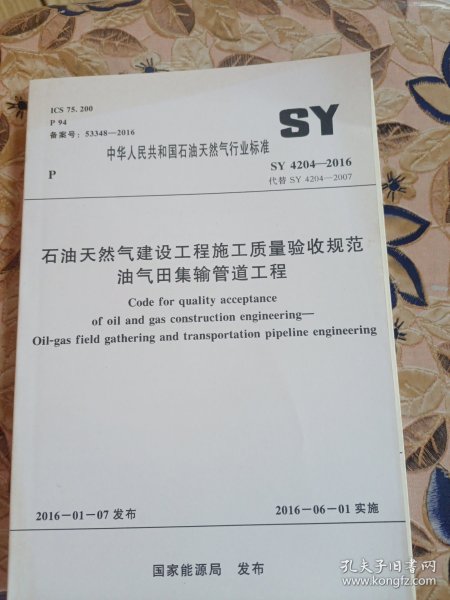 ICS 75.200
P 94
备案号：53348—2016
SY
中华人民共和国石油天然气行业标准
P
SY 4204—2016
代替 SY 4204—2007
石油天然气建设工程施工质量验收规范
油气田集输管道工程
Code for quality acceptance
of oil and gas construction engineering—
Oil-gas field gathering and transportation pipeline engineering
2016-01-07 发布
2016-06-01 实施
国家能源局 发布
孔夫子旧书网
www.kongfz.com